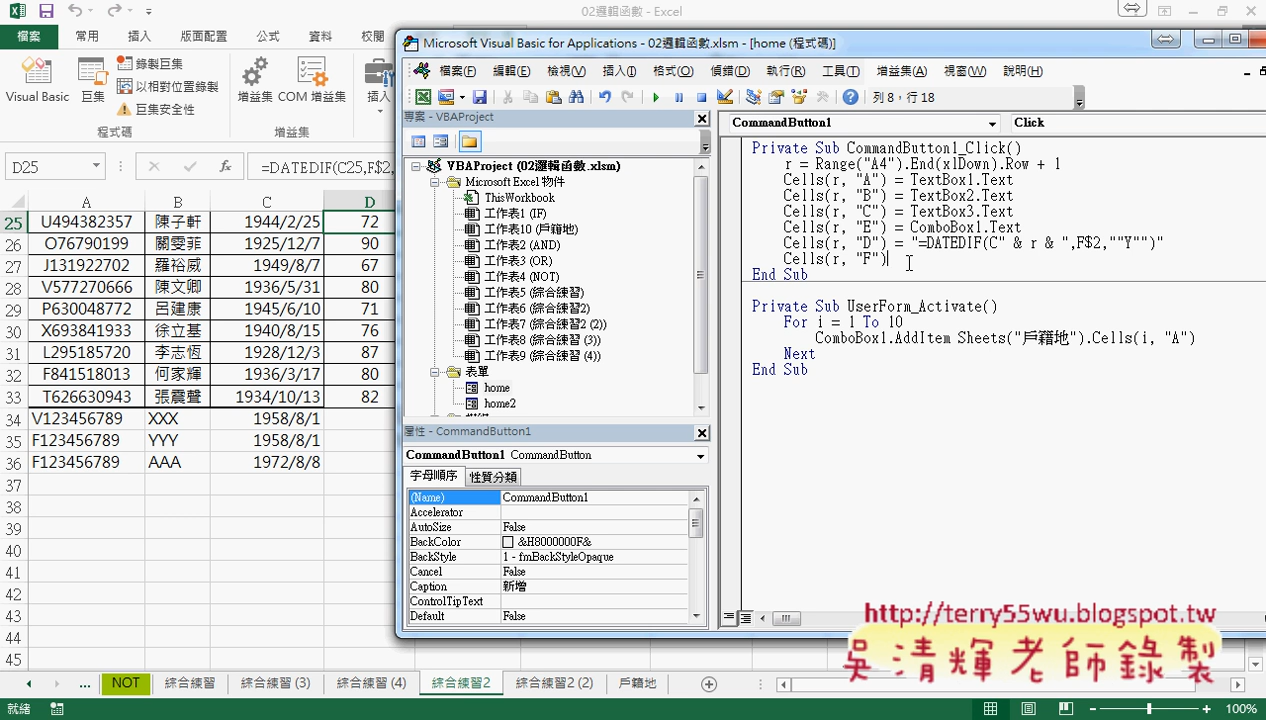 02邏輯函數 - Excel
檔案 常用 插入 版面配置 公式 資料 校閱
Visual Basic 巨集 錄製巨集 以相對位置錄製 巨集安全性 增益集 COM 增益集 插入
程式碼 增益集
D25 =DATEDIF(C25,F$2,
A B C D
25 U494382357 陳子軒 1944/2/25 72
26 O76790199 關雯菲 1925/12/7 90
27 J131922702 羅裕威 1949/8/7 67
28 V577270666 陳文卿 1936/5/31 80
29 P630048772 呂建康 1945/6/10 71
30 X693841933 徐立基 1940/8/15 76
31 L295185720 李志恆 1928/12/3 87
32 F841518013 何家輝 1936/3/17 80
33 T626630943 張震聲 1934/10/13 82
34 V123456789 XXX 1958/8/1
35 F123456789 YYY 1958/8/1
36 F123456789 AAA 1972/8/8
37
38
39
40
41
42
43
44
45
... NOT 綜合練習 綜合練習 (3) 綜合練習 (4) 綜合練習2 綜合練習2 (2) 戶籍地
就緒 100%
Microsoft Visual Basic for Applications - 02邏輯函數.xlsm - [home (程式碼)]
檔案(F) 編輯(E) 檢視(V) 插入(I) 格式(O) 偵錯(D) 執行(R) 工具(T) 增益集(A) 視窗(W) 說明(H)
列 8，行 18
專案 - VBAProject
VBAProject (02邏輯函數.xlsm)
Microsoft Excel 物件
ThisWorkbook
工作表1 (IF)
工作表10 (戶籍地)
工作表2 (AND)
工作表3 (OR)
工作表4 (NOT)
工作表5 (綜合練習)
工作表6 (綜合練習2)
工作表7 (綜合練習2 (2))
工作表8 (綜合練習 (3))
工作表9 (綜合練習 (4))
表單
home
home2
屬性 - CommandButton1
CommandButton1 CommandButton
字母順序 性質分類
(Name) CommandButton1
Accelerator
AutoSize False
BackColor &H8000000F&
BackStyle 1 - fmBackStyleOpaque
Cancel False
Caption 新增
ControlTipText
Default False
CommandButton1 Click
Private Sub CommandButton1_Click()
r = Range("A4").End(xlDown).Row + 1
Cells(r, "A") = TextBox1.Text
Cells(r, "B") = TextBox2.Text
Cells(r, "C") = TextBox3.Text
Cells(r, "E") = ComboBox1.Text
Cells(r, "D") = "=DATEDIF(C" & r & ",F$2,""Y"")"
Cells(r, "F")
End Sub
Private Sub UserForm_Activate()
For i = 1 To 10
ComboBox1.AddItem Sheets("戶籍地").Cells(i, "A")
Next
End Sub
http://terry55wu.blogspot.tw
吳清輝老師錄製